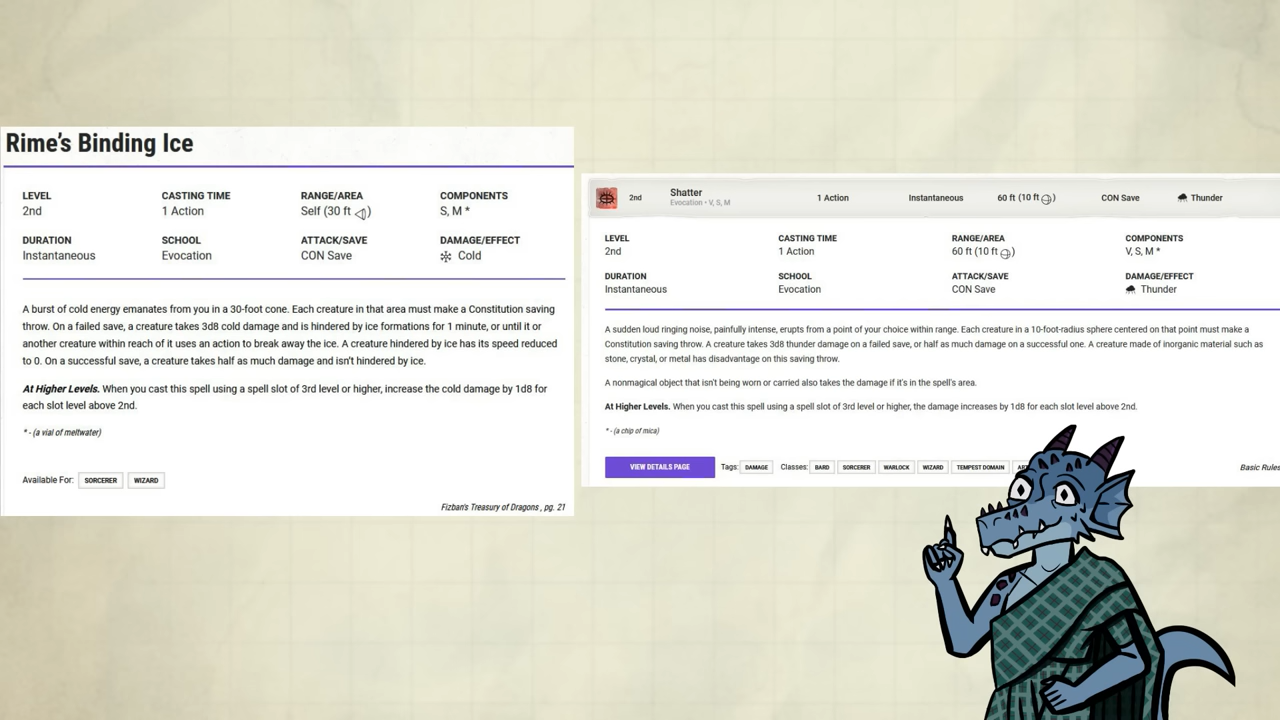 Rime's Binding Ice
LEVEL CASTING TIME RANGE/AREA COMPONENTS
2nd 1 Action Self (30 ft ) S, M *
DURATION SCHOOL ATTACK/SAVE DAMAGE/EFFECT
Instantaneous Evocation CON Save Cold
A burst of cold energy emanates from you in a 30-foot cone. Each creature in that area must make a Constitution saving
throw. On a failed save, a creature takes 3d8 cold damage and is hindered by ice formations for 1 minute, or until it or
another creature within reach of it uses an action to break away the ice. A creature hindered by ice has its speed reduced
to 0. On a successful save, a creature takes half as much damage and isn't hindered by ice.
At Higher Levels. When you cast this spell using a spell slot of 3rd level or higher, increase the cold damage by 1d8 for
each slot level above 2nd.
* - (a vial of meltwater)
Available For: SORCERER WIZARD
Fizban's Treasury of Dragons , pg. 21
2nd Shatter 1 Action Instantaneous 60 ft (10 ft ) CON Save Thunder
Evocation • V, S, M
LEVEL CASTING TIME RANGE/AREA COMPONENTS
2nd 1 Action 60 ft (10 ft ) V, S, M *
DURATION SCHOOL ATTACK/SAVE DAMAGE/EFFECT
Instantaneous Evocation CON Save Thunder
A sudden loud ringing noise, painfully intense, erupts from a point of your choice within range. Each creature in a 10-foot-radius sphere centered on that point must make a
Constitution saving throw. A creature takes 3d8 thunder damage on a failed save, or half as much damage on a successful one. A creature made of inorganic material such as
stone, crystal, or metal has disadvantage on this saving throw.
A nonmagical object that isn't being worn or carried also takes the damage if it's in the spell's area.
At Higher Levels. When you cast this spell using a spell slot of 3rd level or higher, the damage increases by 1d8 for each slot level above 2nd.
* - (a chip of mica)
VIEW DETAILS PAGE Tags: DAMAGE Classes: BARD SORCERER WARLOCK WIZARD TEMPEST DOMAIN
Basic Rules